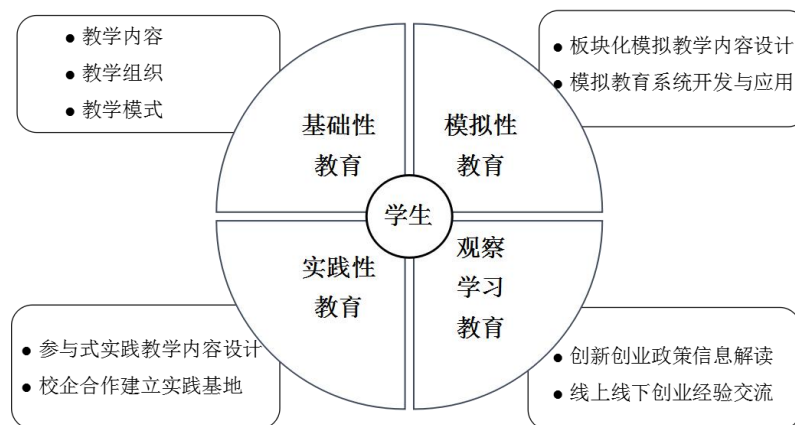 ● 教学内容
● 教学组织
● 教学模式
● 板块化模拟教学内容设计
● 模拟教育系统开发与应用
基础性
教育
模拟性
教育
学生
实践性
教育
观察
学习
教育
● 参与式实践教学内容设计
● 校企合作建立实践基地
● 创新创业政策信息解读
● 线上线下创业经验交流